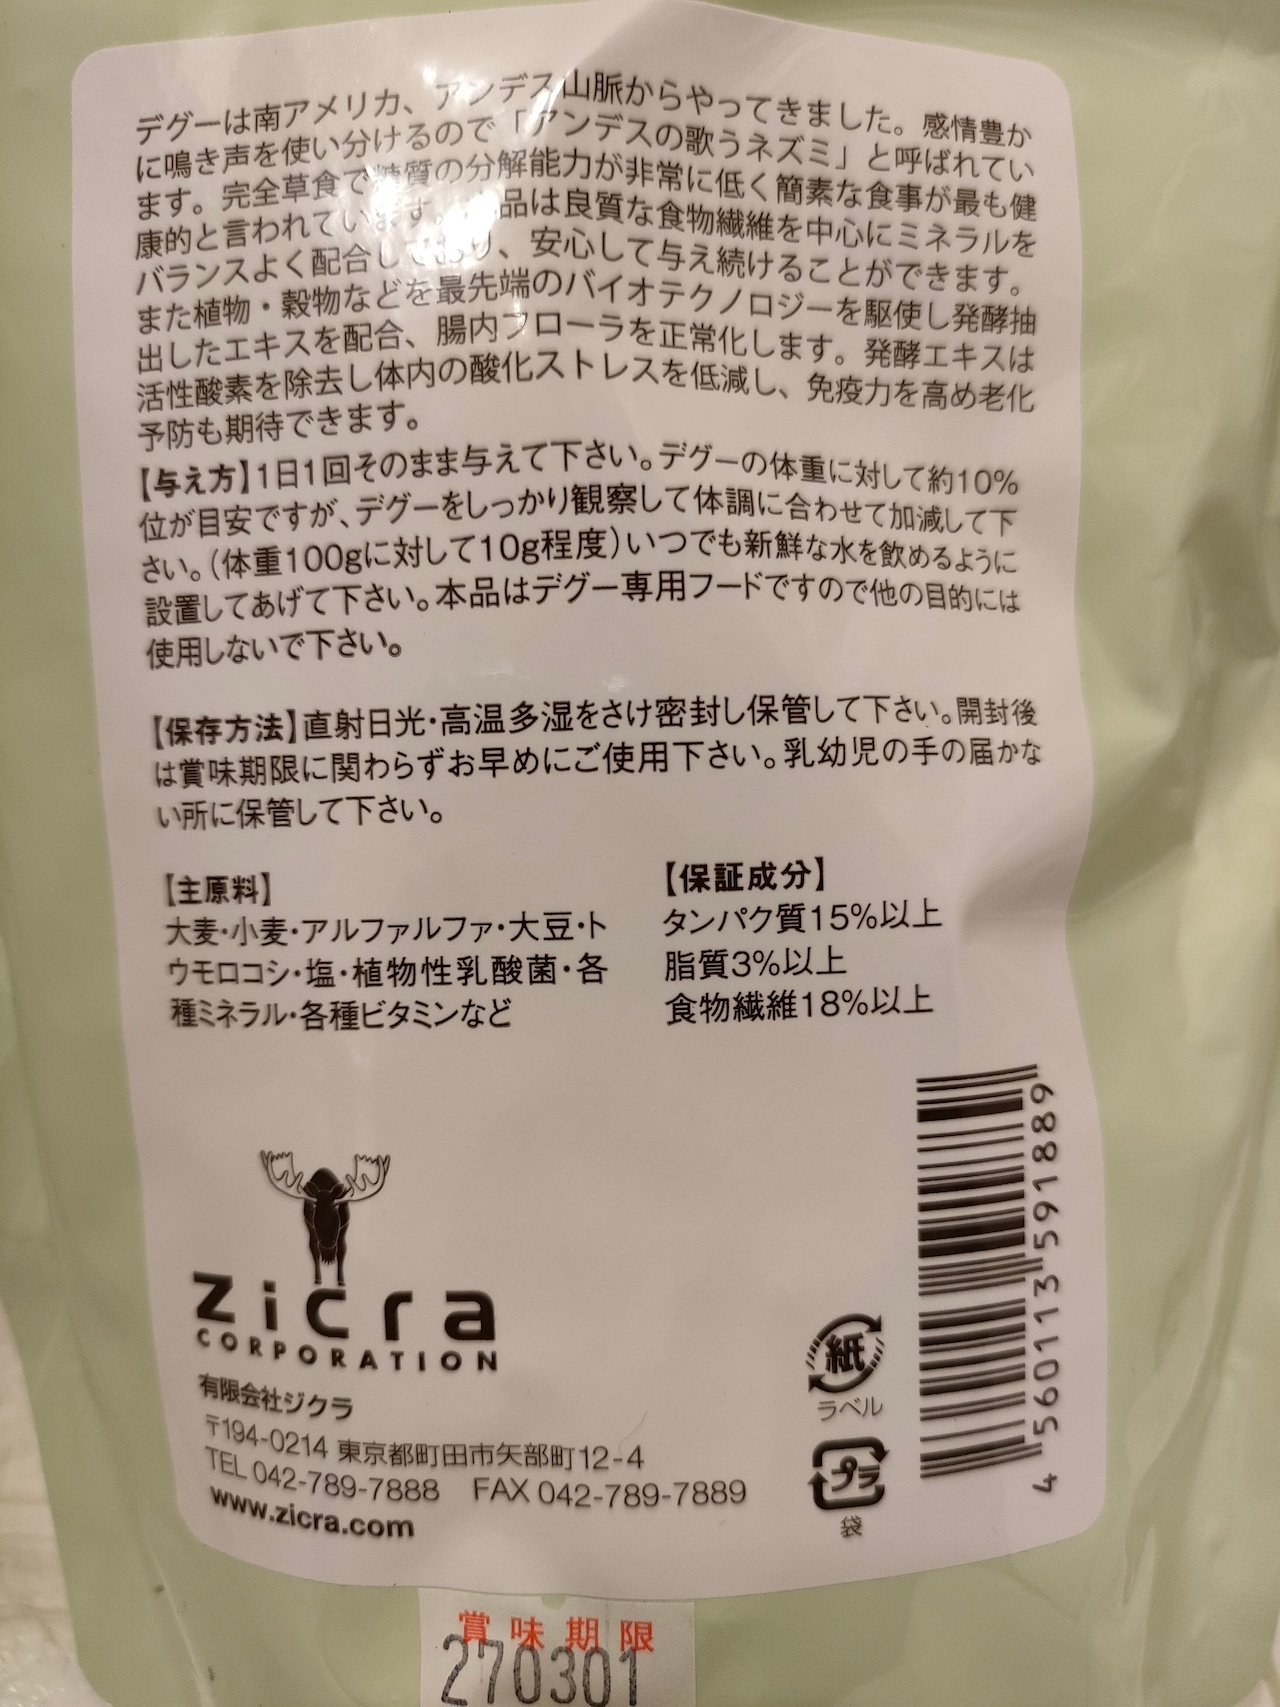 デグーは南アメリカ、アンデス山脈からやってきました。感情豊か
に鳴き声を使い分けるので「アンデスの歌うネズミ」と呼ばれてい
ます。完全草食で糖質の分解能力が非常に低く簡素な食事が最も健
康的と言われています。品は良質な食物繊維を中心にミネラルを
バランスよく配合しており、安心して与え続けることができます。
また植物・穀物などを最先端のバイオテクノロジーを駆使し発酵抽
出したエキスを配合、腸内フローラを正常化します。発酵エキスは
活性酸素を除去し体内の酸化ストレスを低減し、免疫力を高め老化
予防も期待できます。
【与え方】1日1回そのまま与えて下さい。デグーの体重に対して約10%
位が目安ですが、デグーをしっかり観察して体調に合わせて加減して下
さい。(体重100gに対して10g程度)いつでも新鮮な水を飲めるように
設置してあげて下さい。本品はデグー専用フードですので他の目的には
使用しないで下さい。
【保存方法】直射日光・高温多湿をさけ密封し保管して下さい。開封後
は賞味期限に関わらずお早めにご使用下さい。乳幼児の手の届かな
い所に保管して下さい。
【主原料】
大麦・小麦・アルファルファ・大豆・ト
ウモロコシ・塩・植物性乳酸菌・各
種ミネラル・各種ビタミンなど
【保証成分】
タンパク質15%以上
脂質3%以上
食物繊維18%以上
zicra
CORPORATION
有限会社ジクラ
〒194-0214 東京都町田市矢部町12-4
TEL 042-789-7888 FAX 042-789-7889
www.zicra.com
紙
ラベル
プラ
袋
4 560113 591889
賞味期限
270301